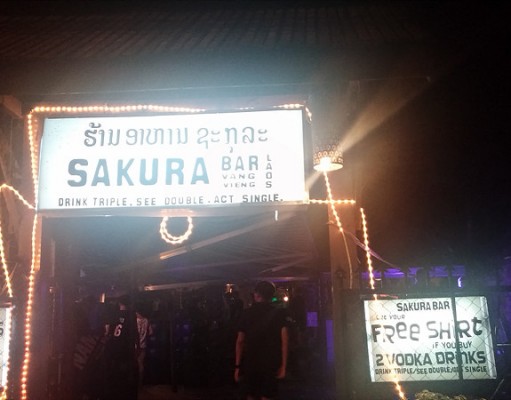 ຮ້ານ ອາຫານ ຊະກຸລະ
SAKURA BAR
VANG VIENG
LAOS
DRINK TRIPLE, SEE DOUBLE, ACT SINGLE.
SAKURA BAR
YOUR
FREE SHIRT
IF YOU BUY
2 VODKA DRINKS
DRINK TRIPLE/SEE DOUBLE/ACT SINGLE